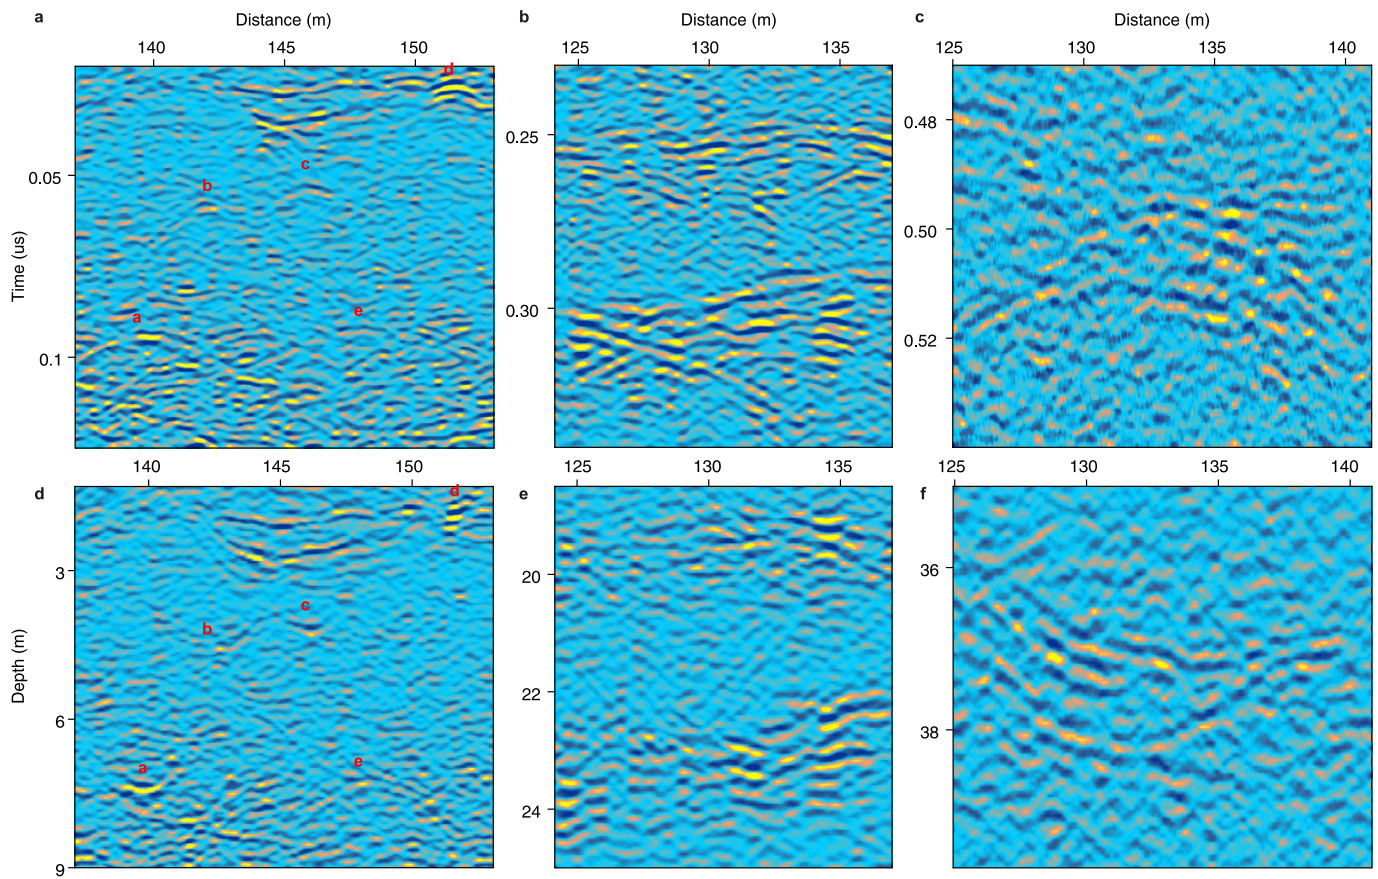 a Distance (m) b c Distance (m)
140 145 150 125 130 135 125 130 135 140
d
0.05
0.1
Time (us)
b
c
a
e
0.25
0.30
0.48
0.50
0.52
140 145 150 125 130 135 125 130 135 140
d e f
d
3
6
9
Depth (m)
c
b
a
e
20
22
24
36
38